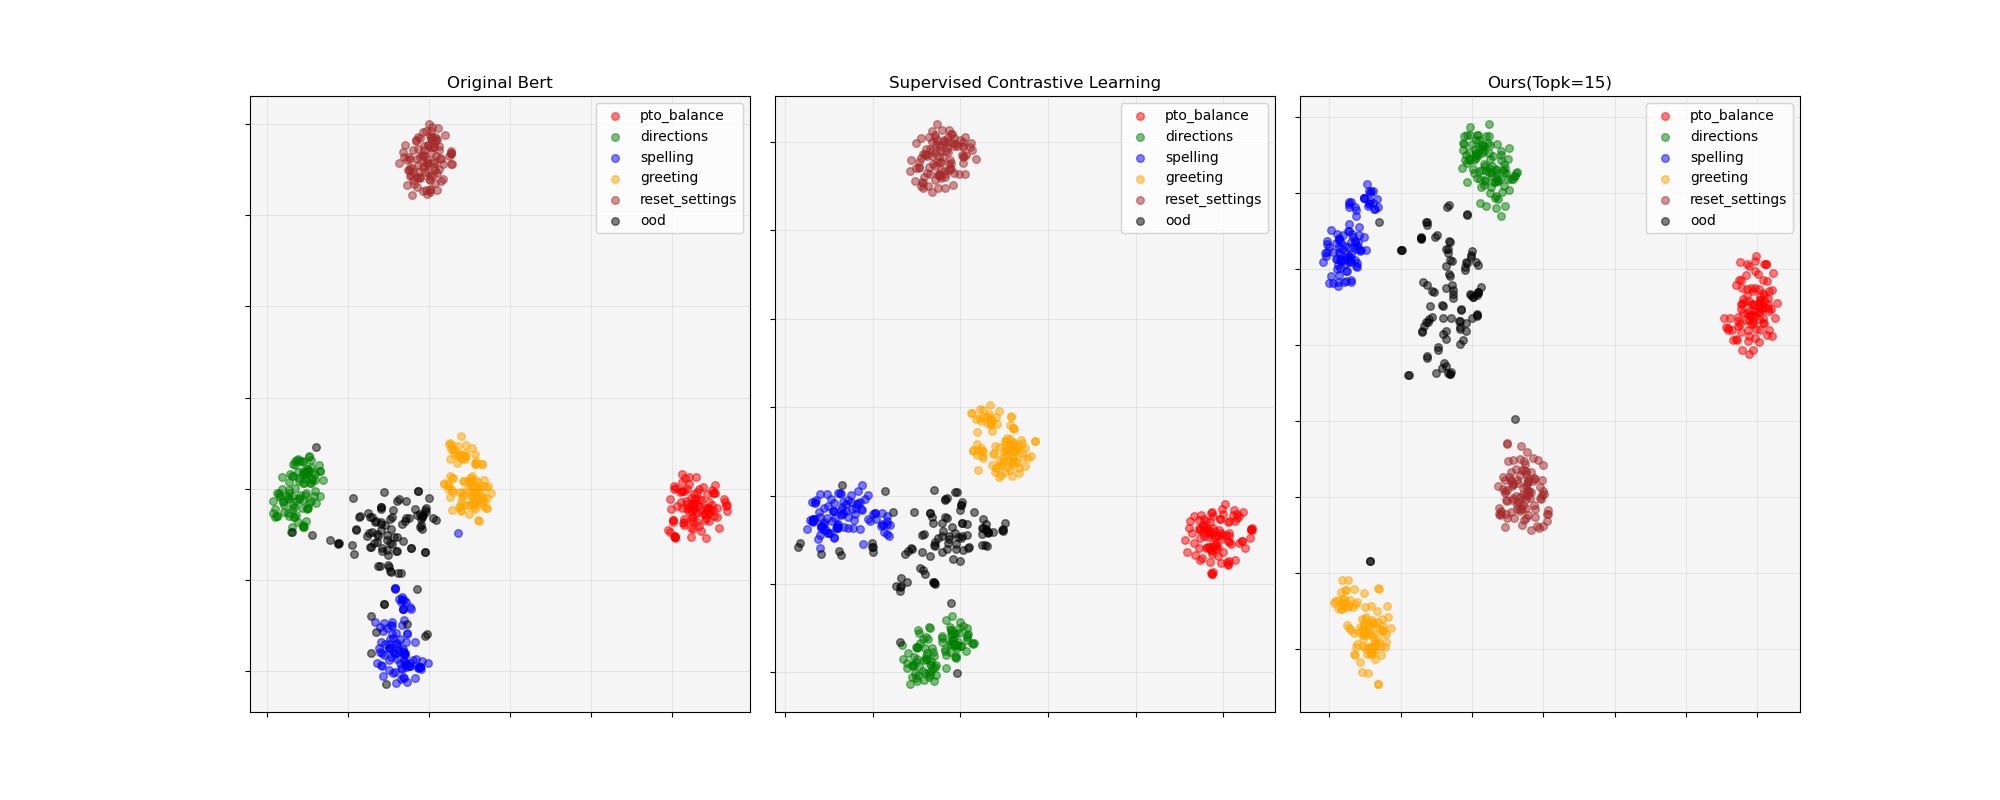 Original Bert
pto_balance
directions
spelling
greeting
reset_settings
ood
Supervised Contrastive Learning
pto_balance
directions
spelling
greeting
reset_settings
ood
Ours(Topk=15)
pto_balance
directions
spelling
greeting
reset_settings
ood